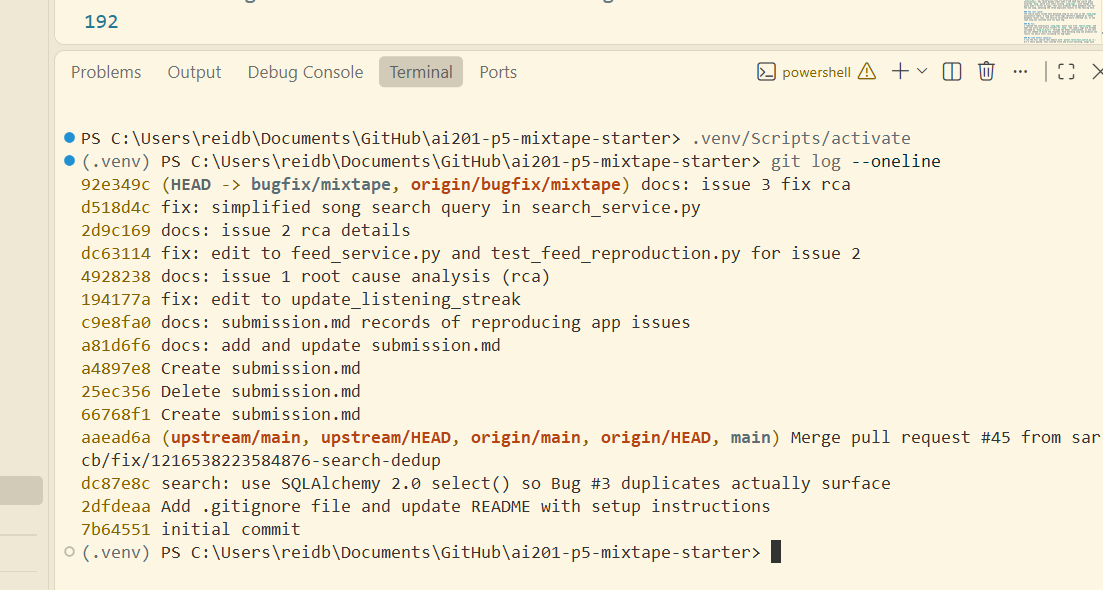 192
Problems Output Debug Console Terminal Ports powershell
PS C:\Users\reidb\Documents\GitHub\ai201-p5-mixtape-starter> .venv/Scripts/activate
(.venv) PS C:\Users\reidb\Documents\GitHub\ai201-p5-mixtape-starter> git log --oneline
92e349c (HEAD -> bugfix/mixtape, origin/bugfix/mixtape) docs: issue 3 fix rca
d518d4c fix: simplified song search query in search_service.py
2d9c169 docs: issue 2 rca details
dc63114 fix: edit to feed_service.py and test_feed_reproduction.py for issue 2
4928238 docs: issue 1 root cause analysis (rca)
194177a fix: edit to update_listening_streak
c9e8fa0 docs: submission.md records of reproducing app issues
a81d6f6 docs: add and update submission.md
a4897e8 Create submission.md
25ec356 Delete submission.md
66768f1 Create submission.md
aaead6a (upstream/main, upstream/HEAD, origin/main, origin/HEAD, main) Merge pull request #45 from sar
cb/fix/1216538223584876-search-dedup
dc87e8c search: use SQLAlchemy 2.0 select() so Bug #3 duplicates actually surface
2dfdeaa Add .gitignore file and update README with setup instructions
7b64551 initial commit
(.venv) PS C:\Users\reidb\Documents\GitHub\ai201-p5-mixtape-starter>